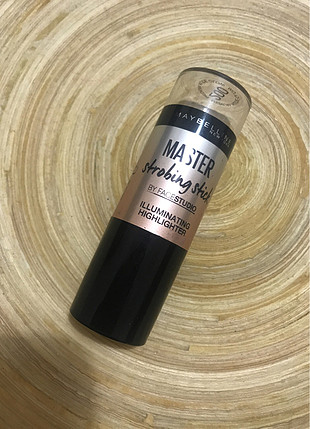 MAYBELLINE
MASTER
strobing stick
BY FACESTUDIO
ILLUMINATING
HIGHLIGHTER